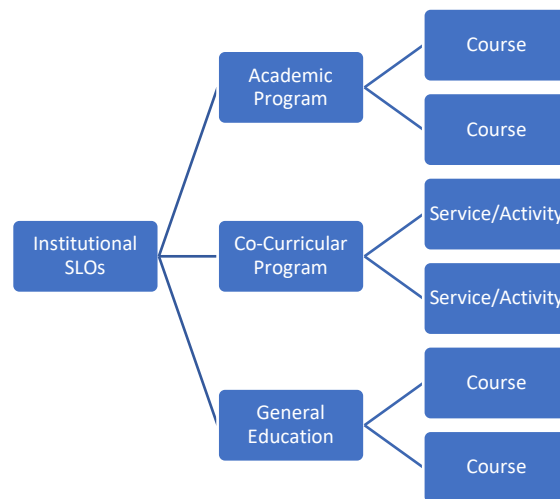 Institutional
SLOs
Academic
Program
Course
Course
Co-Curricular
Program
Service/Activity
Service/Activity
General
Education
Course
Course